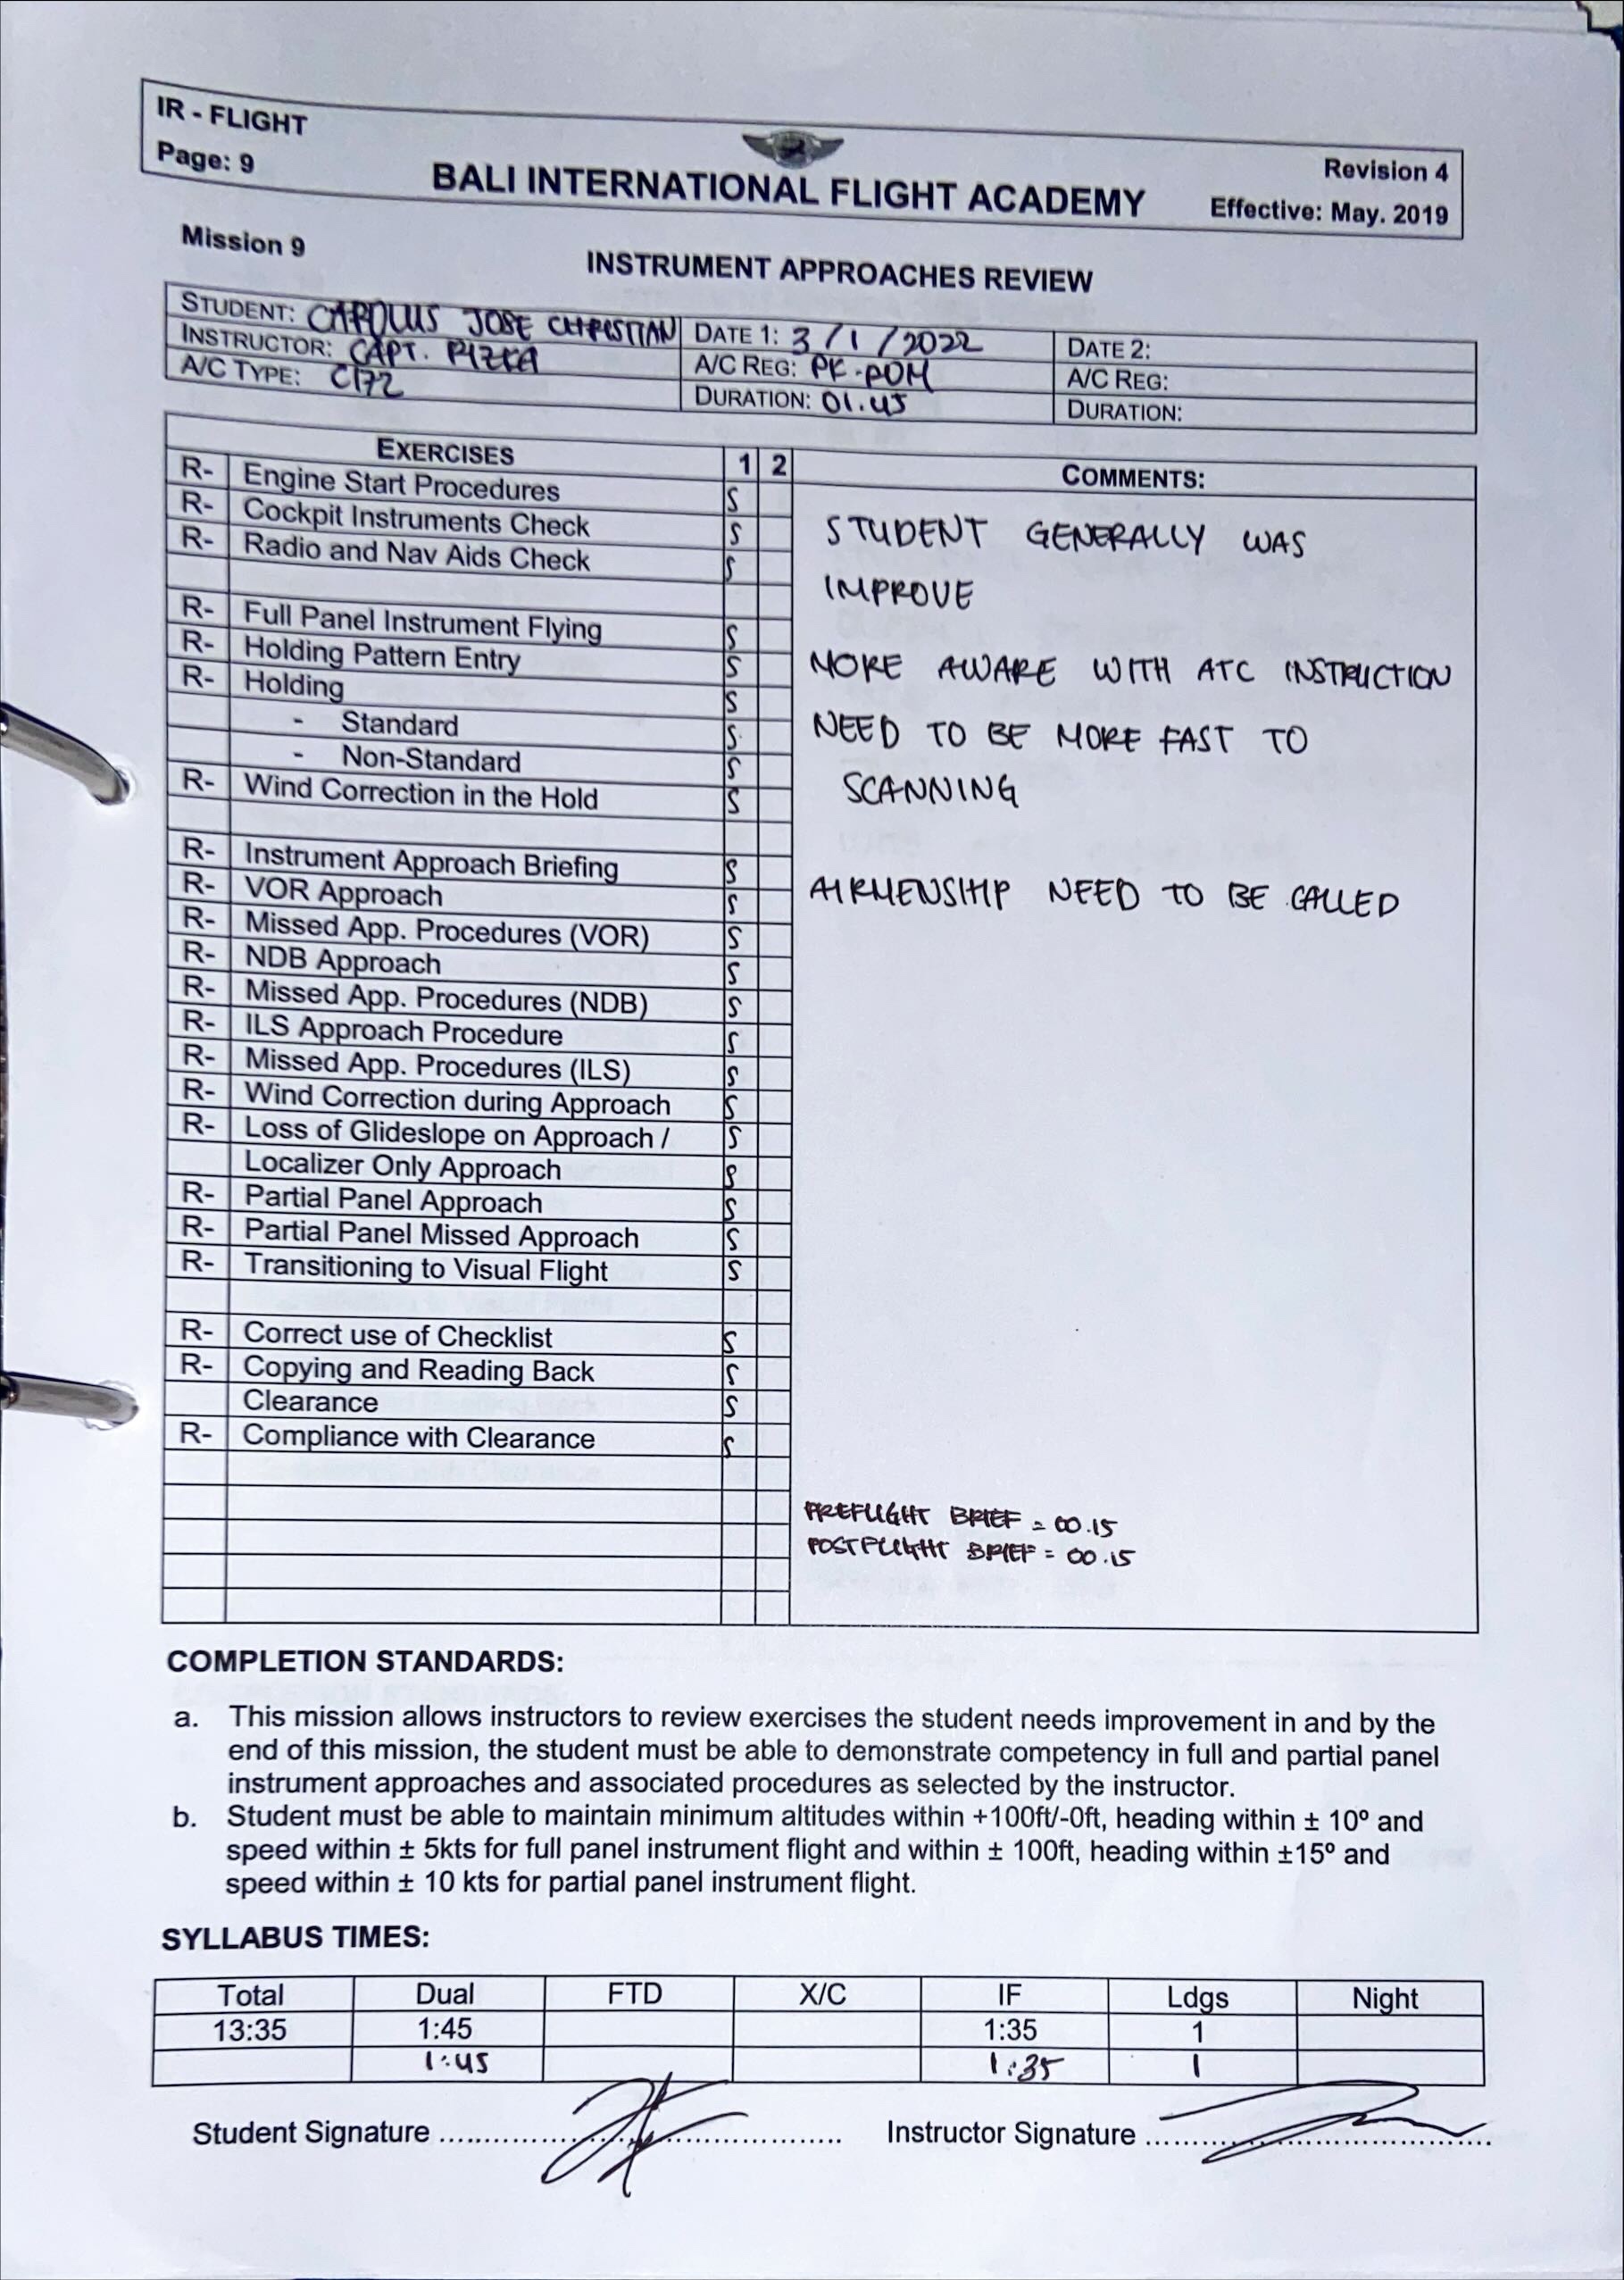 IR - FLIGHT
Page: 9
BALI INTERNATIONAL FLIGHT ACADEMY
Revision 4
Effective: May. 2019
Mission 9
INSTRUMENT APPROACHES REVIEW
STUDENT: CAROLUS JOSE CHRISTIAN DATE 1: 3/1/2022 DATE 2:
INSTRUCTOR: CAPT. RIZKA A/C REG: PK-ROM A/C REG:
A/C TYPE: C172 DURATION: 01.45 DURATION:
EXERCISES 1 2
R- Engine Start Procedures S
R- Cockpit Instruments Check S
R- Radio and Nav Aids Check S
R- Full Panel Instrument Flying S
R- Holding Pattern Entry S
R- Holding S
- Standard S
- Non-Standard S
R- Wind Correction in the Hold S
R- Instrument Approach Briefing S
R- VOR Approach S
R- Missed App. Procedures (VOR) S
R- NDB Approach S
R- Missed App. Procedures (NDB) S
R- ILS Approach Procedure S
R- Missed App. Procedures (ILS) S
R- Wind Correction during Approach S
R- Loss of Glideslope on Approach / S
Localizer Only Approach S
R- Partial Panel Approach S
R- Partial Panel Missed Approach S
R- Transitioning to Visual Flight S
R- Correct use of Checklist S
R- Copying and Reading Back S
Clearance S
R- Compliance with Clearance S
COMMENTS:
STUDENT GENERALLY WAS
IMPROVE
MORE AWARE WITH ATC INSTRUCTION
NEED TO BE MORE FAST TO
SCANNING
AIRMENSHIP NEED TO BE CALLED
PREFLIGHT BRIEF = 00.15
POSTFLIGHT BRIEF = 00.15
COMPLETION STANDARDS:
a. This mission allows instructors to review exercises the student needs improvement in and by the
end of this mission, the student must be able to demonstrate competency in full and partial panel
instrument approaches and associated procedures as selected by the instructor.
b. Student must be able to maintain minimum altitudes within +100ft/-0ft, heading within ± 10º and
speed within ± 5kts for full panel instrument flight and within ± 100ft, heading within ±15º and
speed within ± 10 kts for partial panel instrument flight.
SYLLABUS TIMES:
Total Dual FTD X/C IF Ldgs Night
13:35 1:45 1:35 1
1:45 1:35 1
Student Signature ........................................ Instructor Signature ........................................